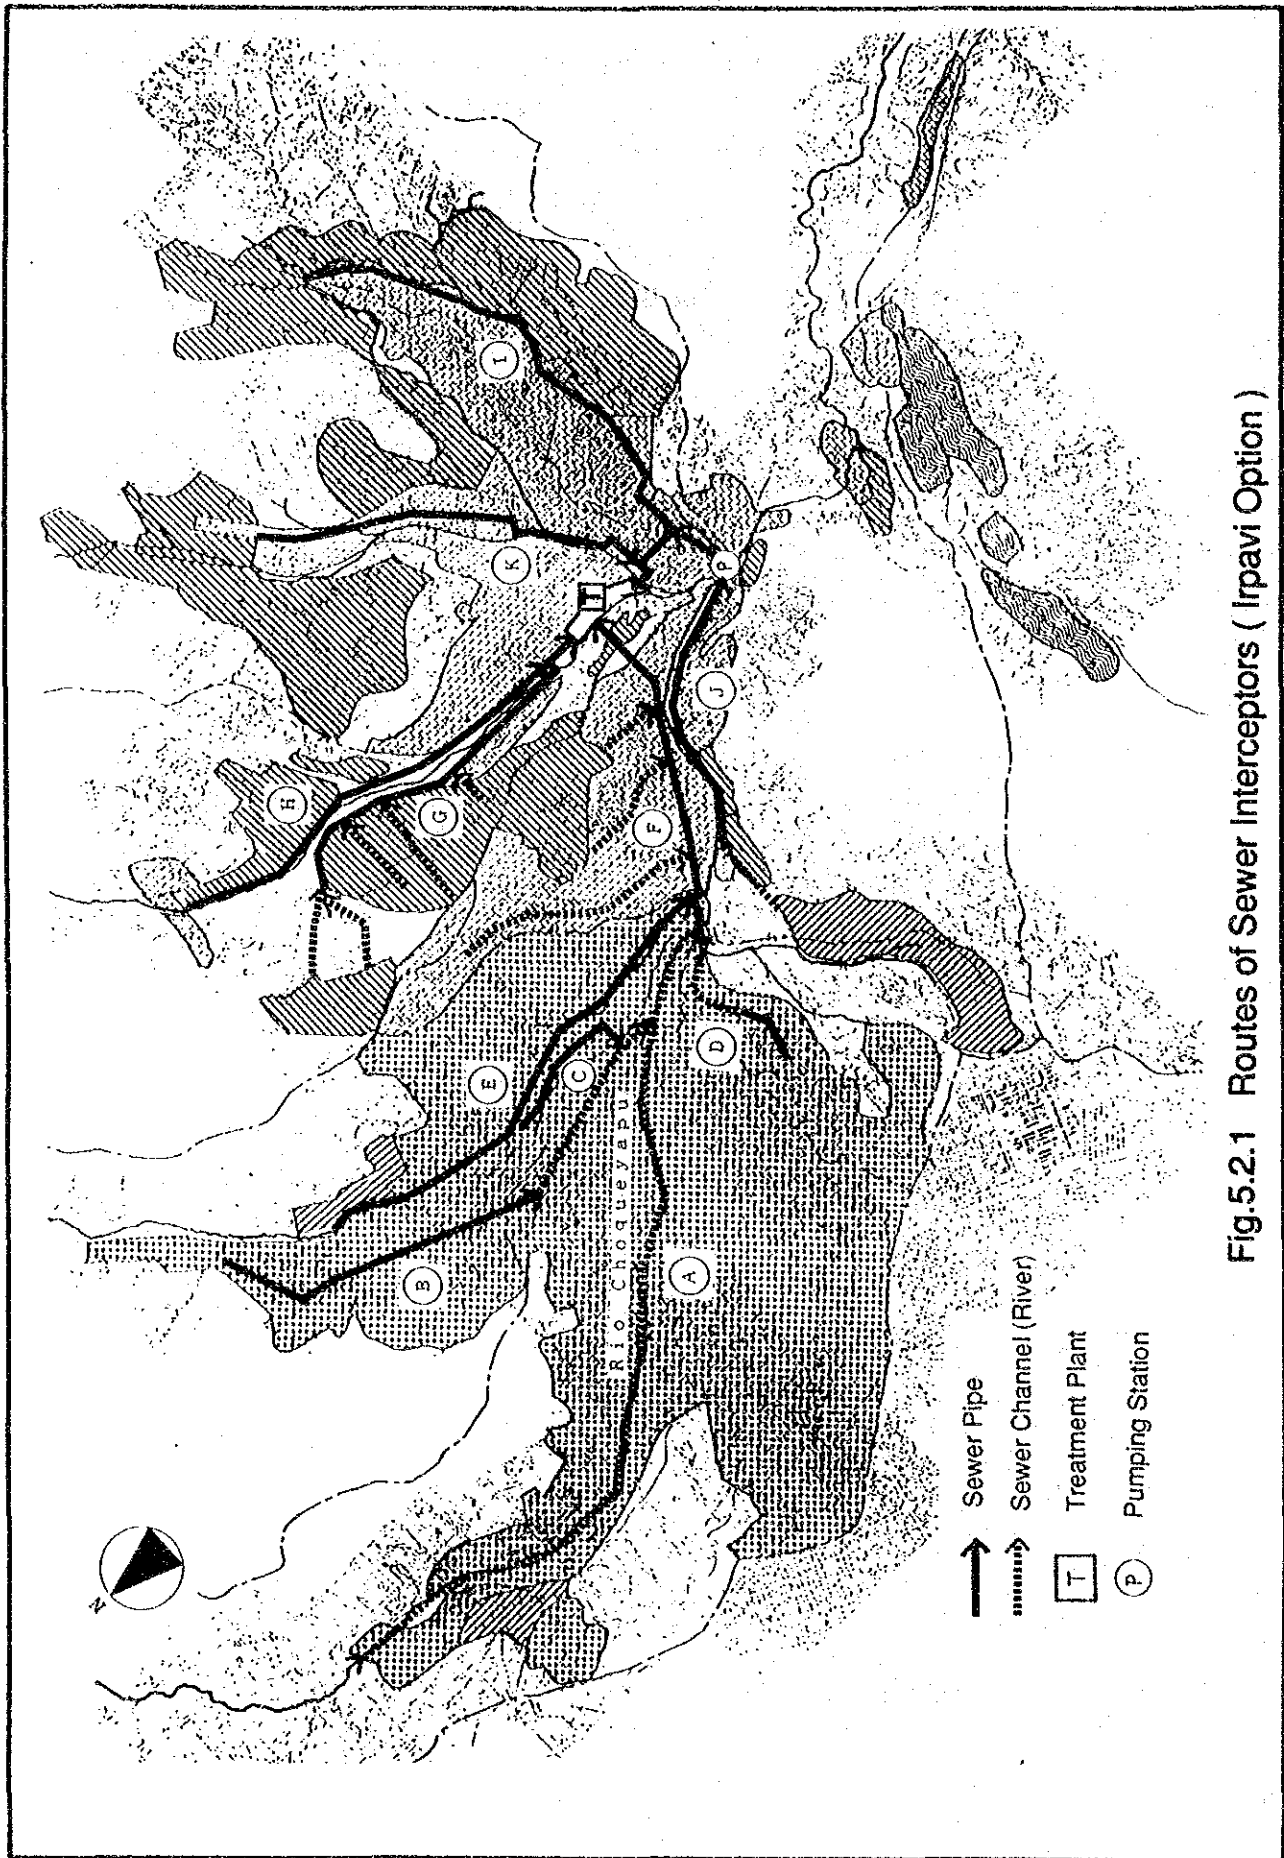 N
H
G
K
I
E
C
F
J
T
P
B
Rio Choqueyapu
D
A
Sewer Pipe
Sewer Channel (River)
T Treatment Plant
P Pumping Station
Fig.5.2.1 Routes of Sewer Interceptors ( Irpavi Option )